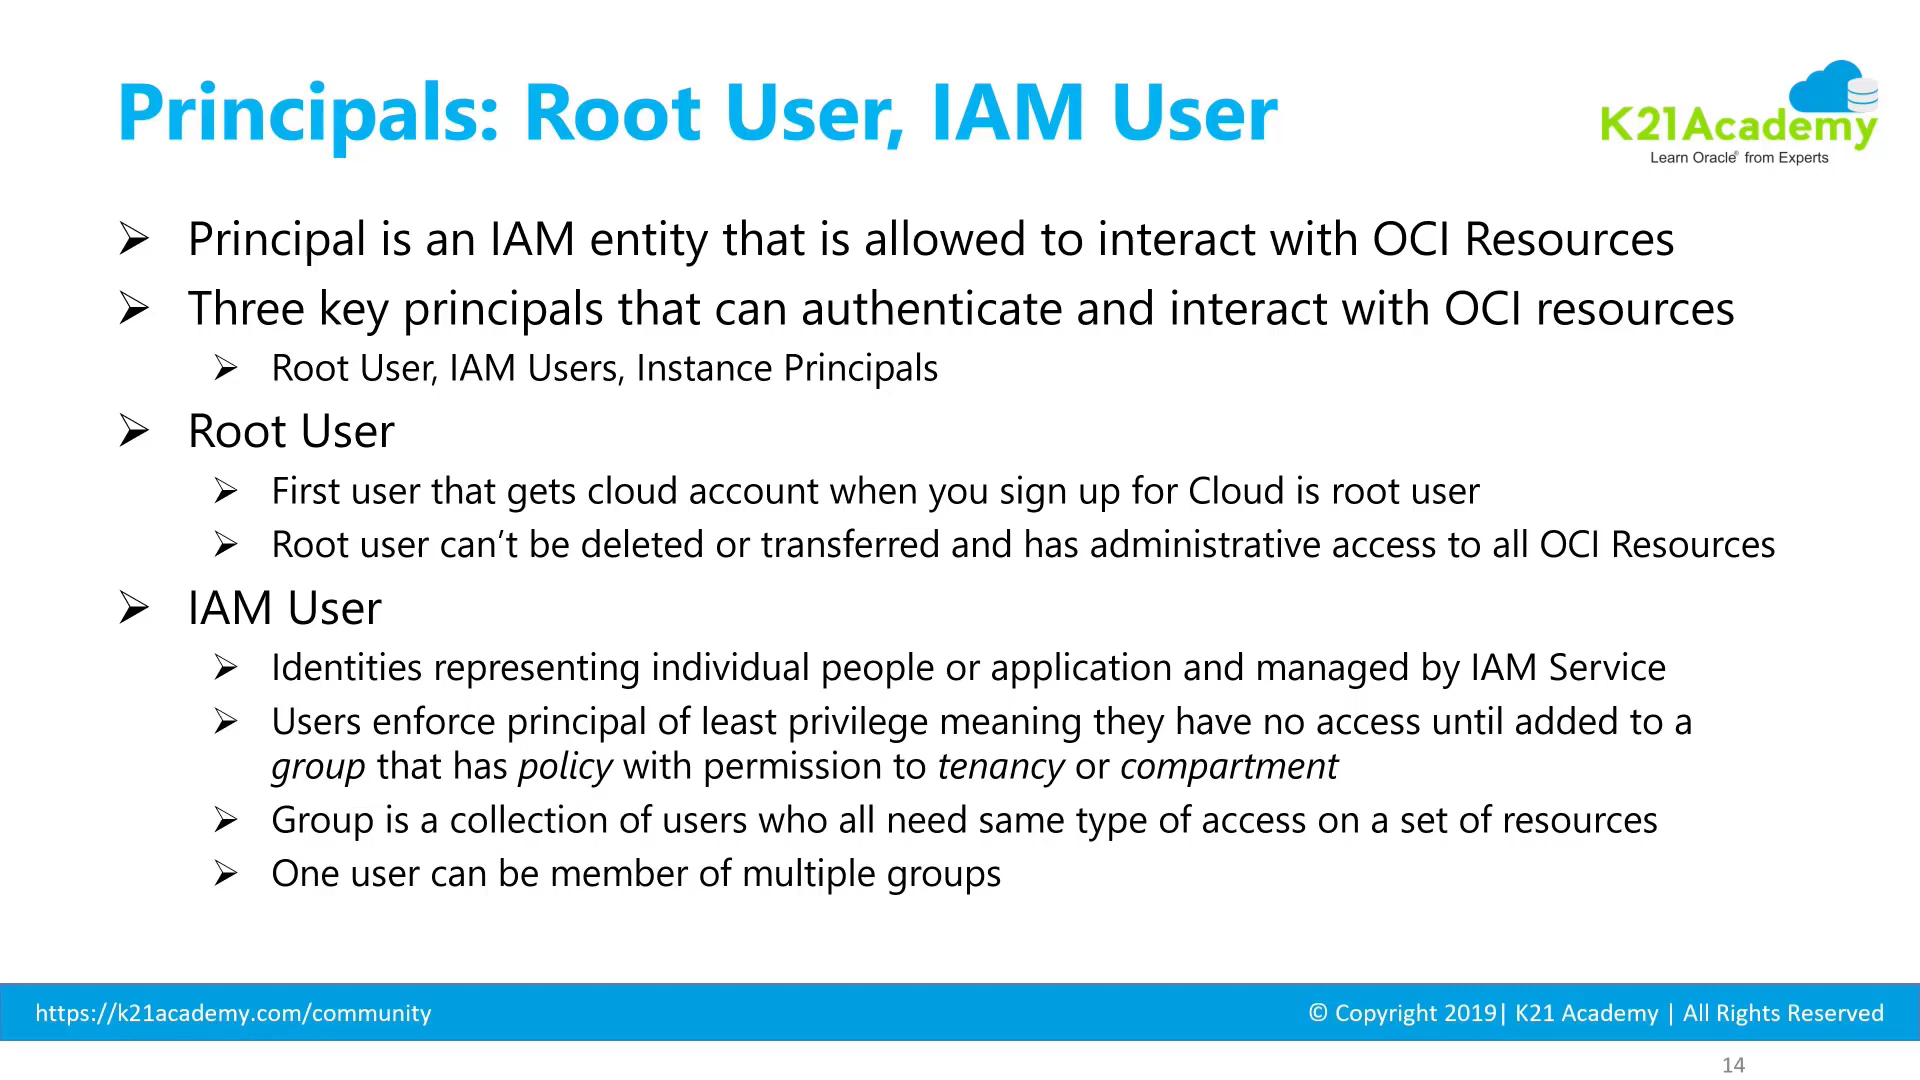 Principals: Root User, IAM User
K21Academy
Learn Oracle® from Experts
➢ Principal is an IAM entity that is allowed to interact with OCI Resources
➢ Three key principals that can authenticate and interact with OCI resources
➢ Root User, IAM Users, Instance Principals
➢ Root User
➢ First user that gets cloud account when you sign up for Cloud is root user
➢ Root user can’t be deleted or transferred and has administrative access to all OCI Resources
➢ IAM User
➢ Identities representing individual people or application and managed by IAM Service
➢ Users enforce principal of least privilege meaning they have no access until added to a
group that has policy with permission to tenancy or compartment
➢ Group is a collection of users who all need same type of access on a set of resources
➢ One user can be member of multiple groups
https://k21academy.com/community
© Copyright 2019| K21 Academy | All Rights Reserved
14